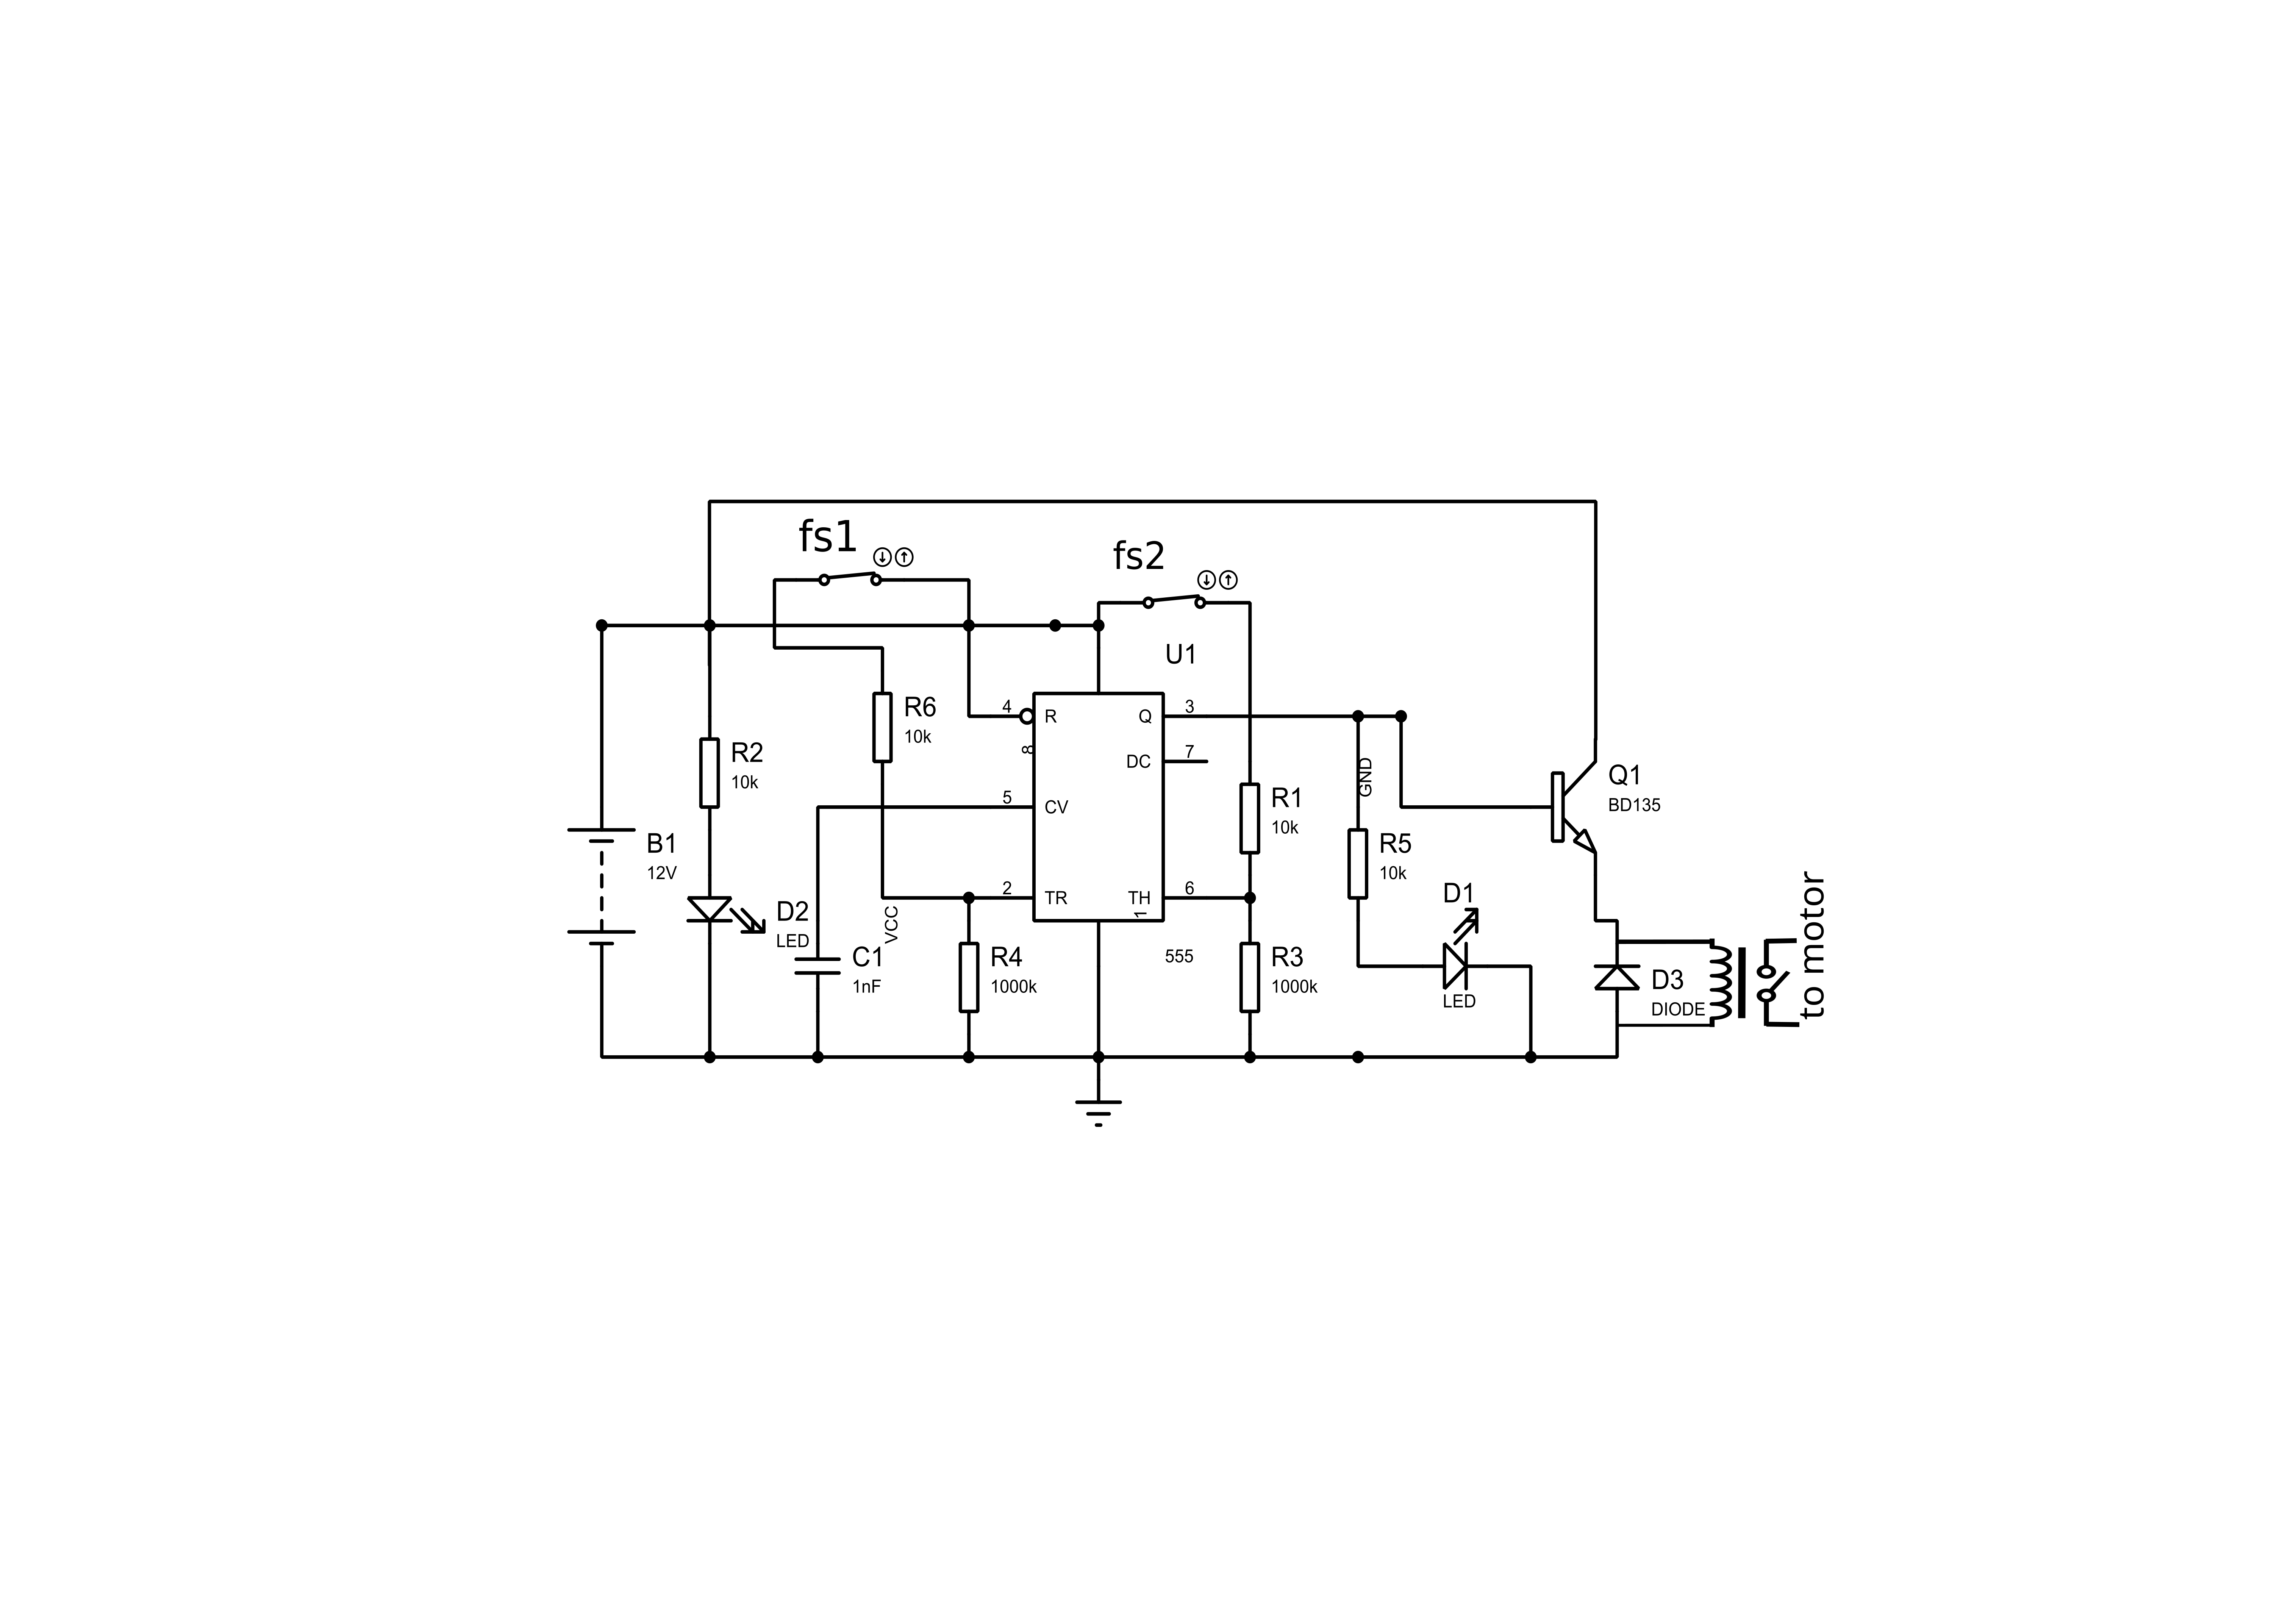 fs1
fs2
U1
4
R
Q
3
8
DC
7
5
CV
2
TR
TH
6
1
555
R6
10k
R2
10k
B1
12V
D2
LED
C1
1nF
VCC
R4
1000k
R1
10k
R3
1000k
GND
R5
10k
D1
LED
Q1
BD135
D3
DIODE
to motor